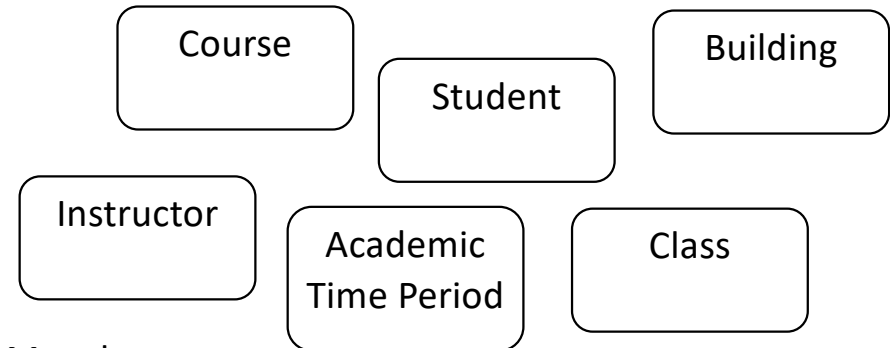 Course
Building
Student
Instructor
Academic
Time Period
Class